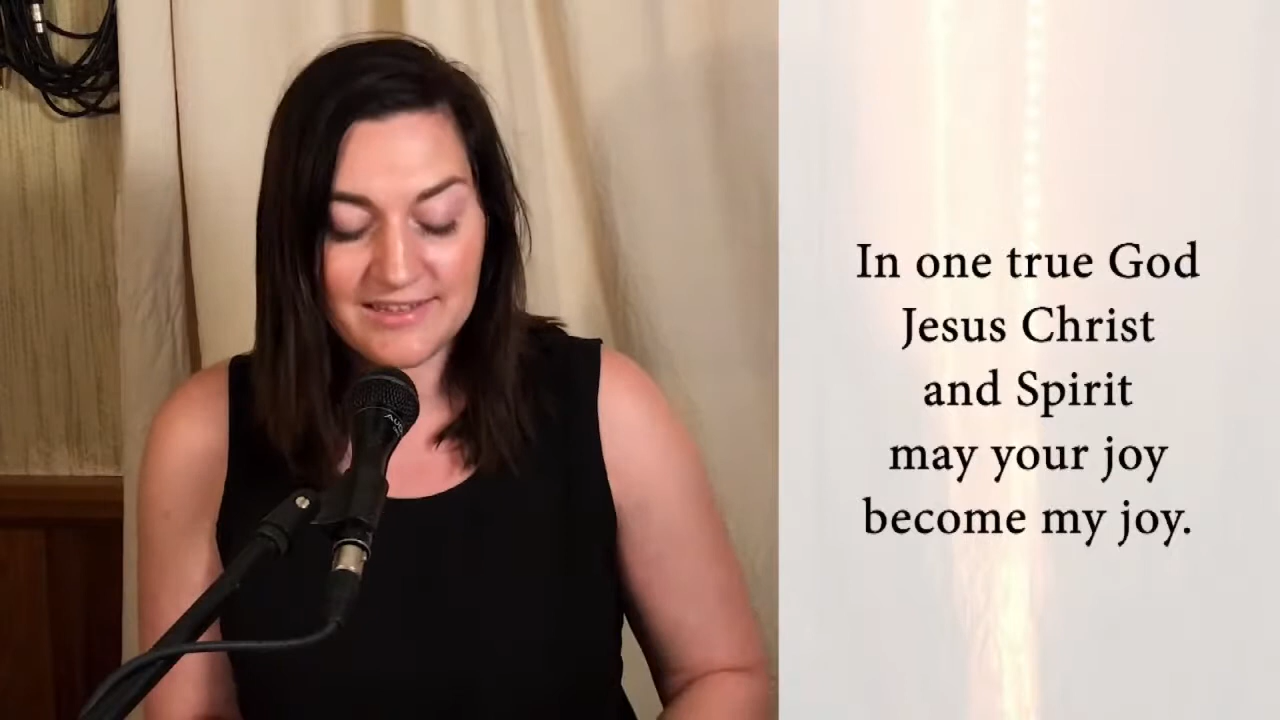 In one true God
Jesus Christ
and Spirit
may your joy
become my joy.